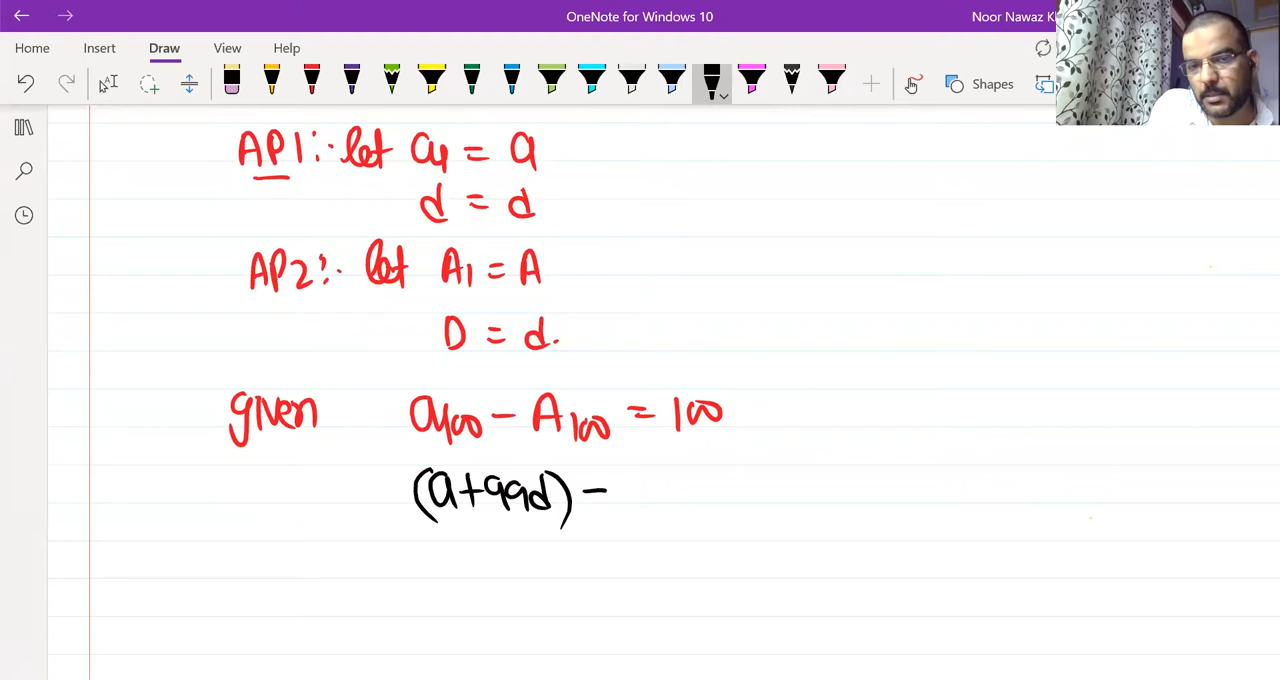 OneNote for Windows 10
Noor Nawaz K
Home Insert Draw View Help
Shapes
AP1:- let a1 = a
d = d
AP2:- let A1 = A
D = d.
given a100 - A100 = 100
(a+99d) -